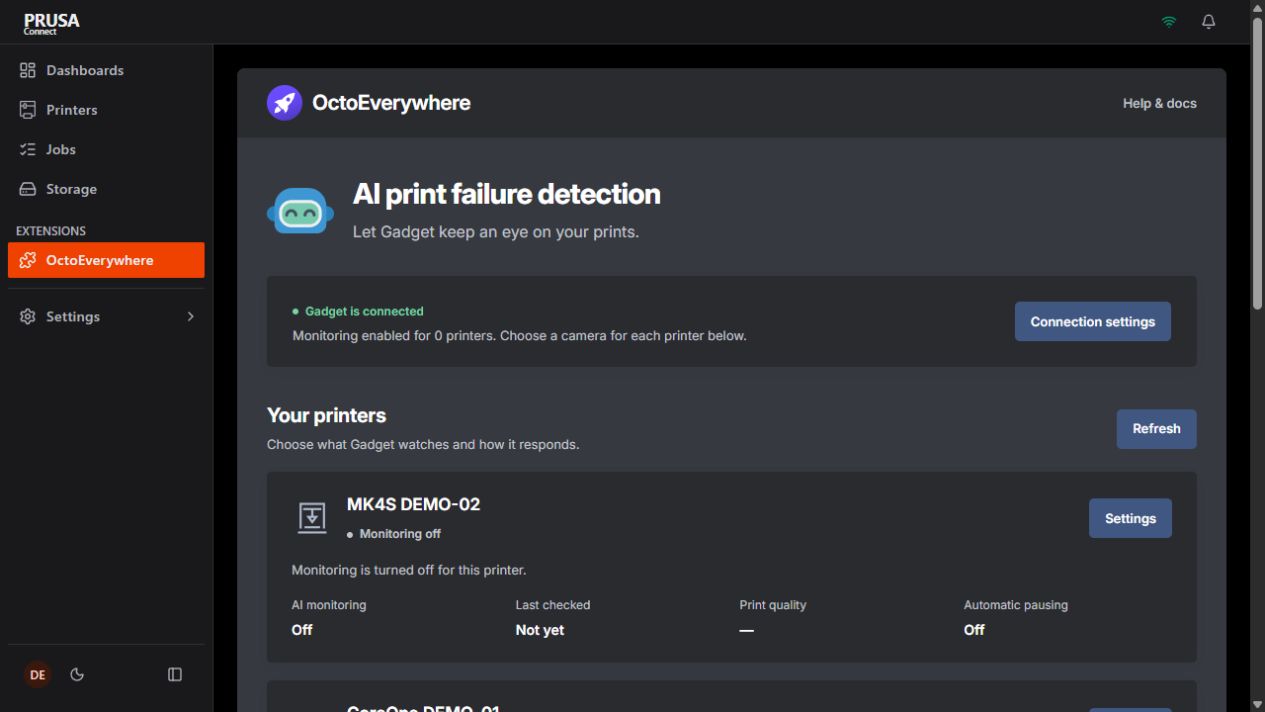 PRUSA
Connect
Dashboards
Printers
Jobs
Storage
EXTENSIONS
OctoEverywhere
Settings
DE
OctoEverywhere
Help & docs
AI print failure detection
Let Gadget keep an eye on your prints.
Gadget is connected
Monitoring enabled for 0 printers. Choose a camera for each printer below.
Connection settings
Your printers
Choose what Gadget watches and how it responds.
Refresh
MK4S DEMO-02
Monitoring off
Settings
Monitoring is turned off for this printer.
AI monitoring
Off
Last checked
Not yet
Print quality
—
Automatic pausing
Off
CoreOne DEMO-01